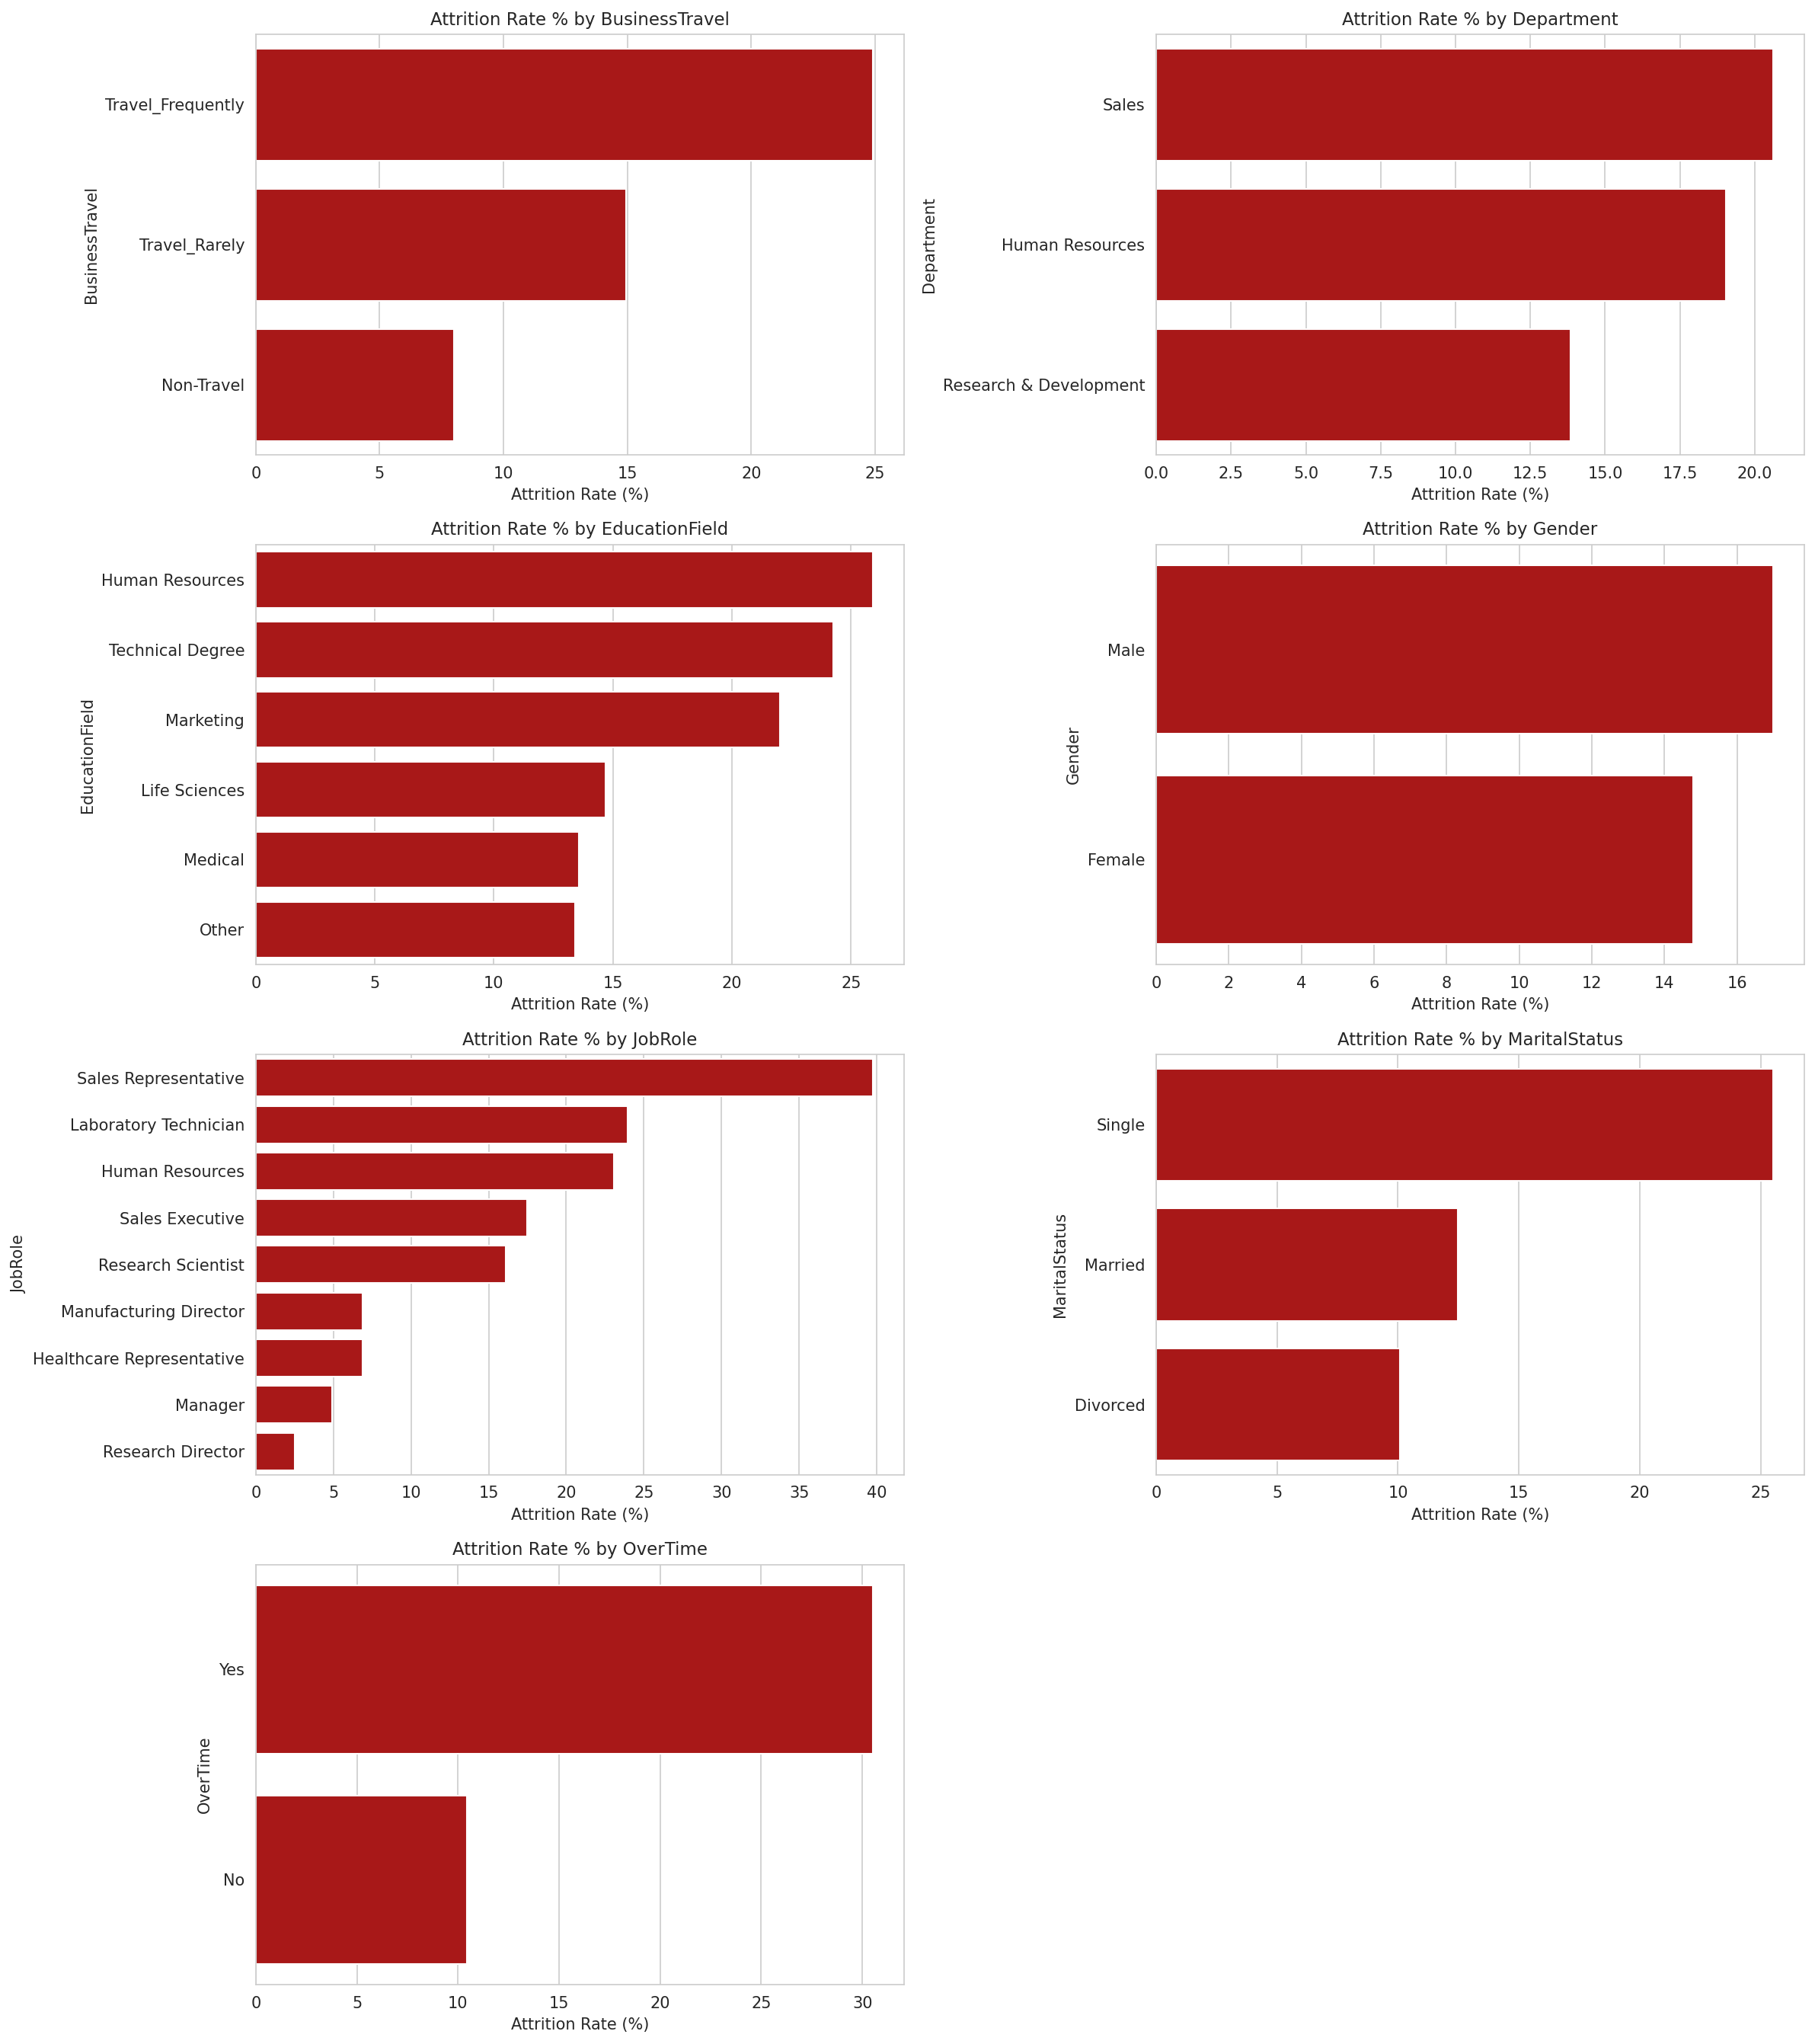 Attrition Rate % by BusinessTravel
BusinessTravel
Travel_Frequently
Travel_Rarely
Non-Travel
0 5 10 15 20 25
Attrition Rate (%)
Attrition Rate % by Department
Department
Sales
Human Resources
Research & Development
0.0 2.5 5.0 7.5 10.0 12.5 15.0 17.5 20.0
Attrition Rate (%)
Attrition Rate % by EducationField
EducationField
Human Resources
Technical Degree
Marketing
Life Sciences
Medical
Other
0 5 10 15 20 25
Attrition Rate (%)
Attrition Rate % by Gender
Gender
Male
Female
0 2 4 6 8 10 12 14 16
Attrition Rate (%)
Attrition Rate % by JobRole
JobRole
Sales Representative
Laboratory Technician
Human Resources
Sales Executive
Research Scientist
Manufacturing Director
Healthcare Representative
Manager
Research Director
0 5 10 15 20 25 30 35 40
Attrition Rate (%)
Attrition Rate % by MaritalStatus
MaritalStatus
Single
Married
Divorced
0 5 10 15 20 25
Attrition Rate (%)
Attrition Rate % by OverTime
OverTime
Yes
No
0 5 10 15 20 25 30
Attrition Rate (%)